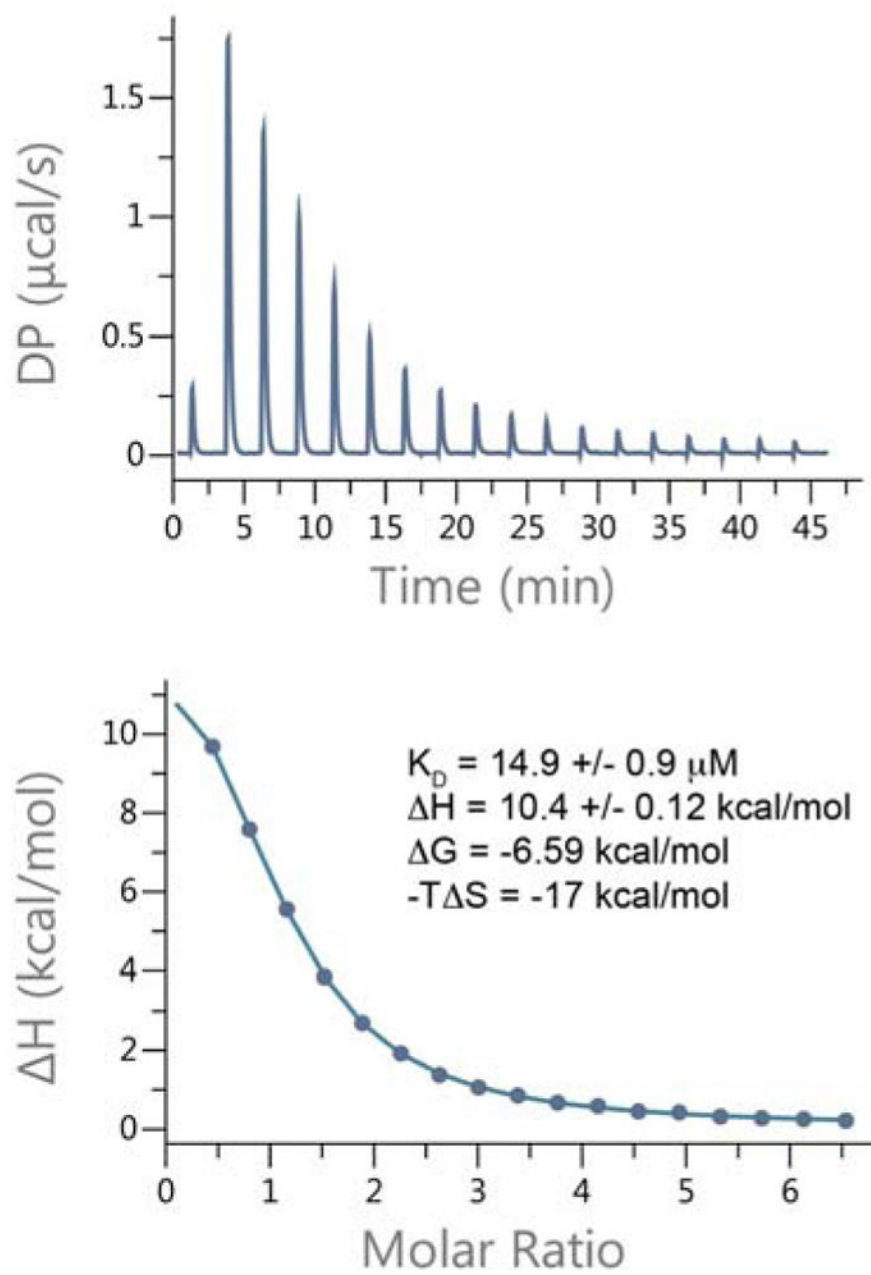 DP (μcal/s)
1.5
1
0.5
0
0 5 10 15 20 25 30 35 40 45
Time (min)
ΔH (kcal/mol)
10
8
6
4
2
0
K_D = 14.9 +/- 0.9 μM
ΔH = 10.4 +/- 0.12 kcal/mol
ΔG = -6.59 kcal/mol
-TΔS = -17 kcal/mol
0 1 2 3 4 5 6
Molar Ratio